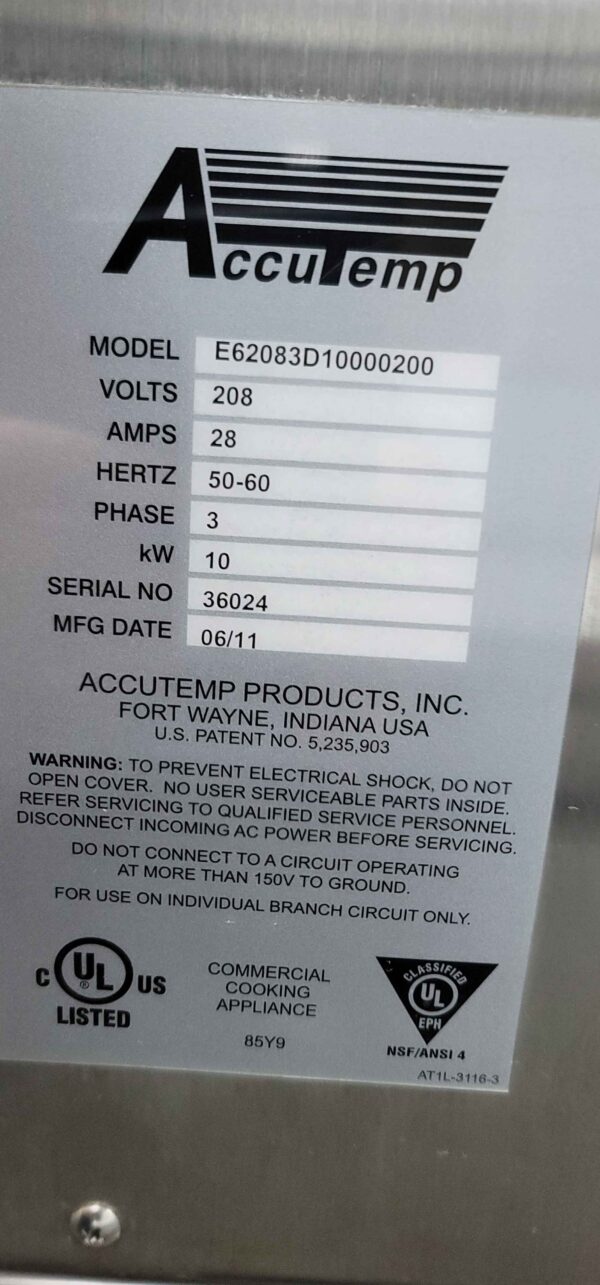 AccuTemp
MODEL E62083D10000200
VOLTS 208
AMPS 28
HERTZ 50-60
PHASE 3
kW 10
SERIAL NO 36024
MFG DATE 06/11
ACCUTEMP PRODUCTS, INC.
FORT WAYNE, INDIANA USA
U.S. PATENT NO. 5,235,903
WARNING: TO PREVENT ELECTRICAL SHOCK, DO NOT
OPEN COVER. NO USER SERVICEABLE PARTS INSIDE.
REFER SERVICING TO QUALIFIED SERVICE PERSONNEL.
DISCONNECT INCOMING AC POWER BEFORE SERVICING.
DO NOT CONNECT TO A CIRCUIT OPERATING
AT MORE THAN 150V TO GROUND.
FOR USE ON INDIVIDUAL BRANCH CIRCUIT ONLY.
C UL ® US
LISTED
COMMERCIAL
COOKING
APPLIANCE
85Y9
CLASSIFIED
UL
EPH
NSF/ANSI 4
AT1L-3116-3